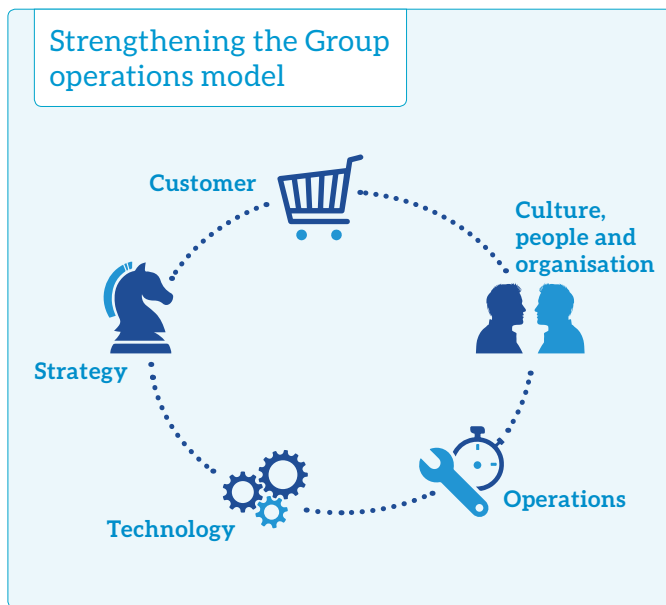 Strengthening the Group
operations model
Customer
Culture,
people and
organisation
Strategy
Operations
Technology